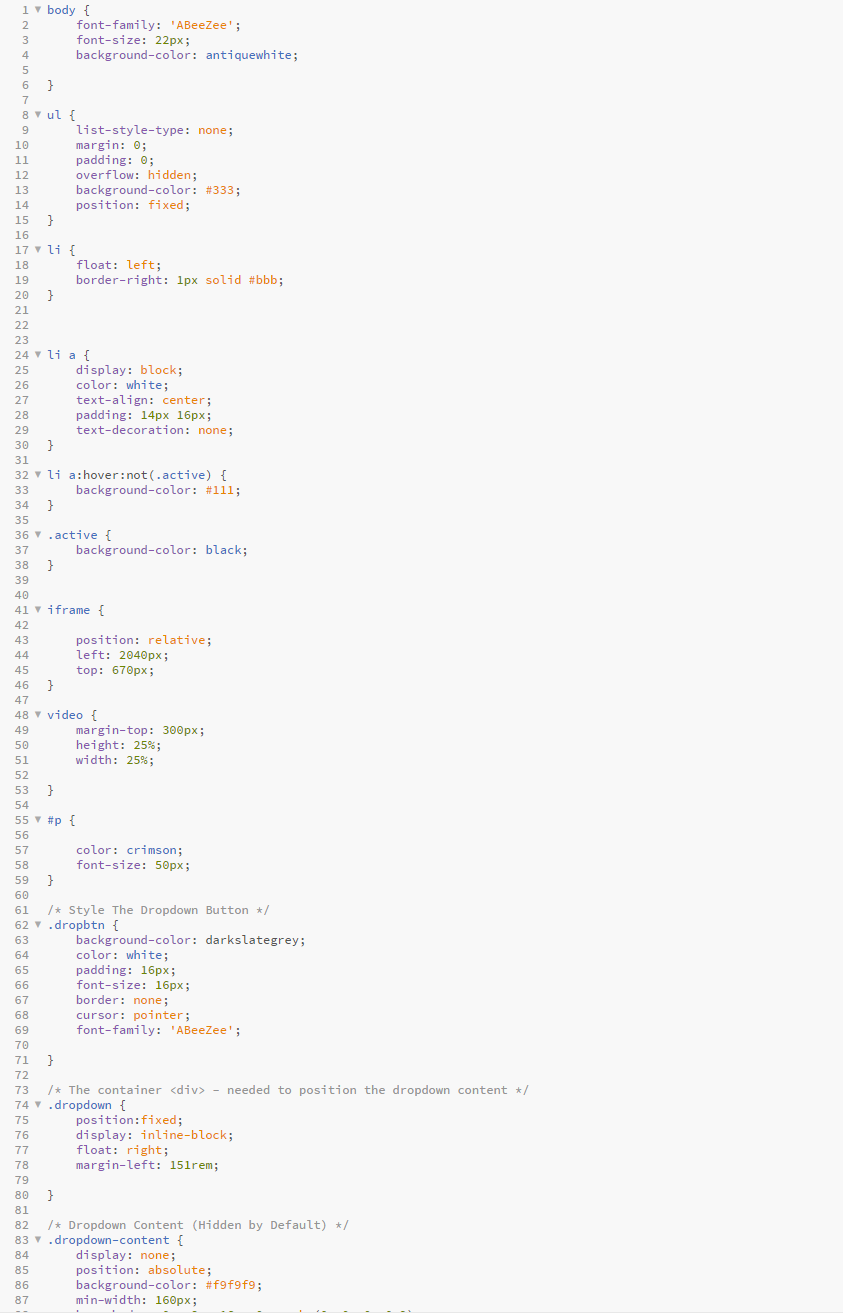 1 body {
2 font-family: 'ABeeZee';
3 font-size: 22px;
4 background-color: antiquewhite;
5
6 }
7
8 ul {
9 list-style-type: none;
10 margin: 0;
11 padding: 0;
12 overflow: hidden;
13 background-color: #333;
14 position: fixed;
15 }
16
17 li {
18 float: left;
19 border-right: 1px solid #bbb;
20 }
21
22
23
24 li a {
25 display: block;
26 color: white;
27 text-align: center;
28 padding: 14px 16px;
29 text-decoration: none;
30 }
31
32 li a:hover:not(.active) {
33 background-color: #111;
34 }
35
36 .active {
37 background-color: black;
38 }
39
40
41 iframe {
42
43 position: relative;
44 left: 2040px;
45 top: 670px;
46 }
47
48 video {
49 margin-top: 300px;
50 height: 25%;
51 width: 25%;
52
53 }
54
55 #p {
56
57 color: crimson;
58 font-size: 50px;
59 }
60
61 /* Style The Dropdown Button */
62 .dropbtn {
63 background-color: darkslategrey;
64 color: white;
65 padding: 16px;
66 font-size: 16px;
67 border: none;
68 cursor: pointer;
69 font-family: 'ABeeZee';
70
71 }
72
73 /* The container <div> - needed to position the dropdown content */
74 .dropdown {
75 position:fixed;
76 display: inline-block;
77 float: right;
78 margin-left: 151rem;
79
80 }
81
82 /* Dropdown Content (Hidden by Default) */
83 .dropdown-content {
84 display: none;
85 position: absolute;
86 background-color: #f9f9f9;
87 min-width: 160px;